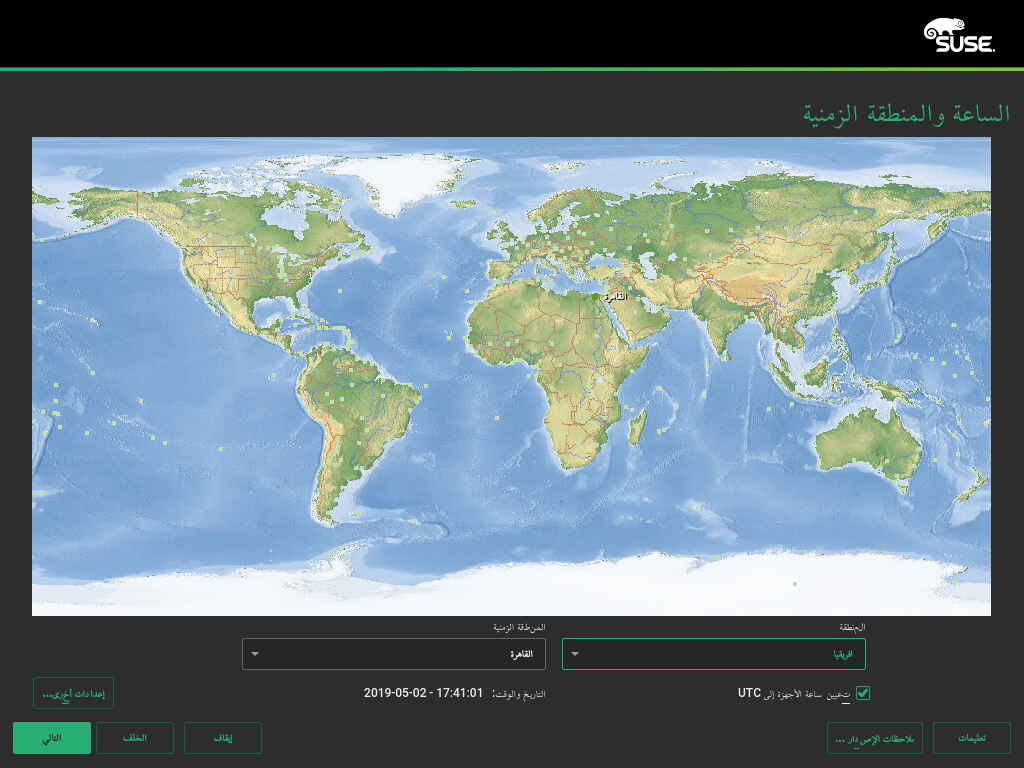 SUSE
الساعة والمنطقة الزمنية
القاهرة
المنطقة
المنطقة الزمنية
افريقيا
القاهرة
تعيين ساعة الأجهزة إلى UTC
التاريخ والوقت: 2019-05-02 - 17:41:01
إعدادات أخرى...
تعليمات
ملاحظات الإصدار ...
إيقاف
الخلف
التالي